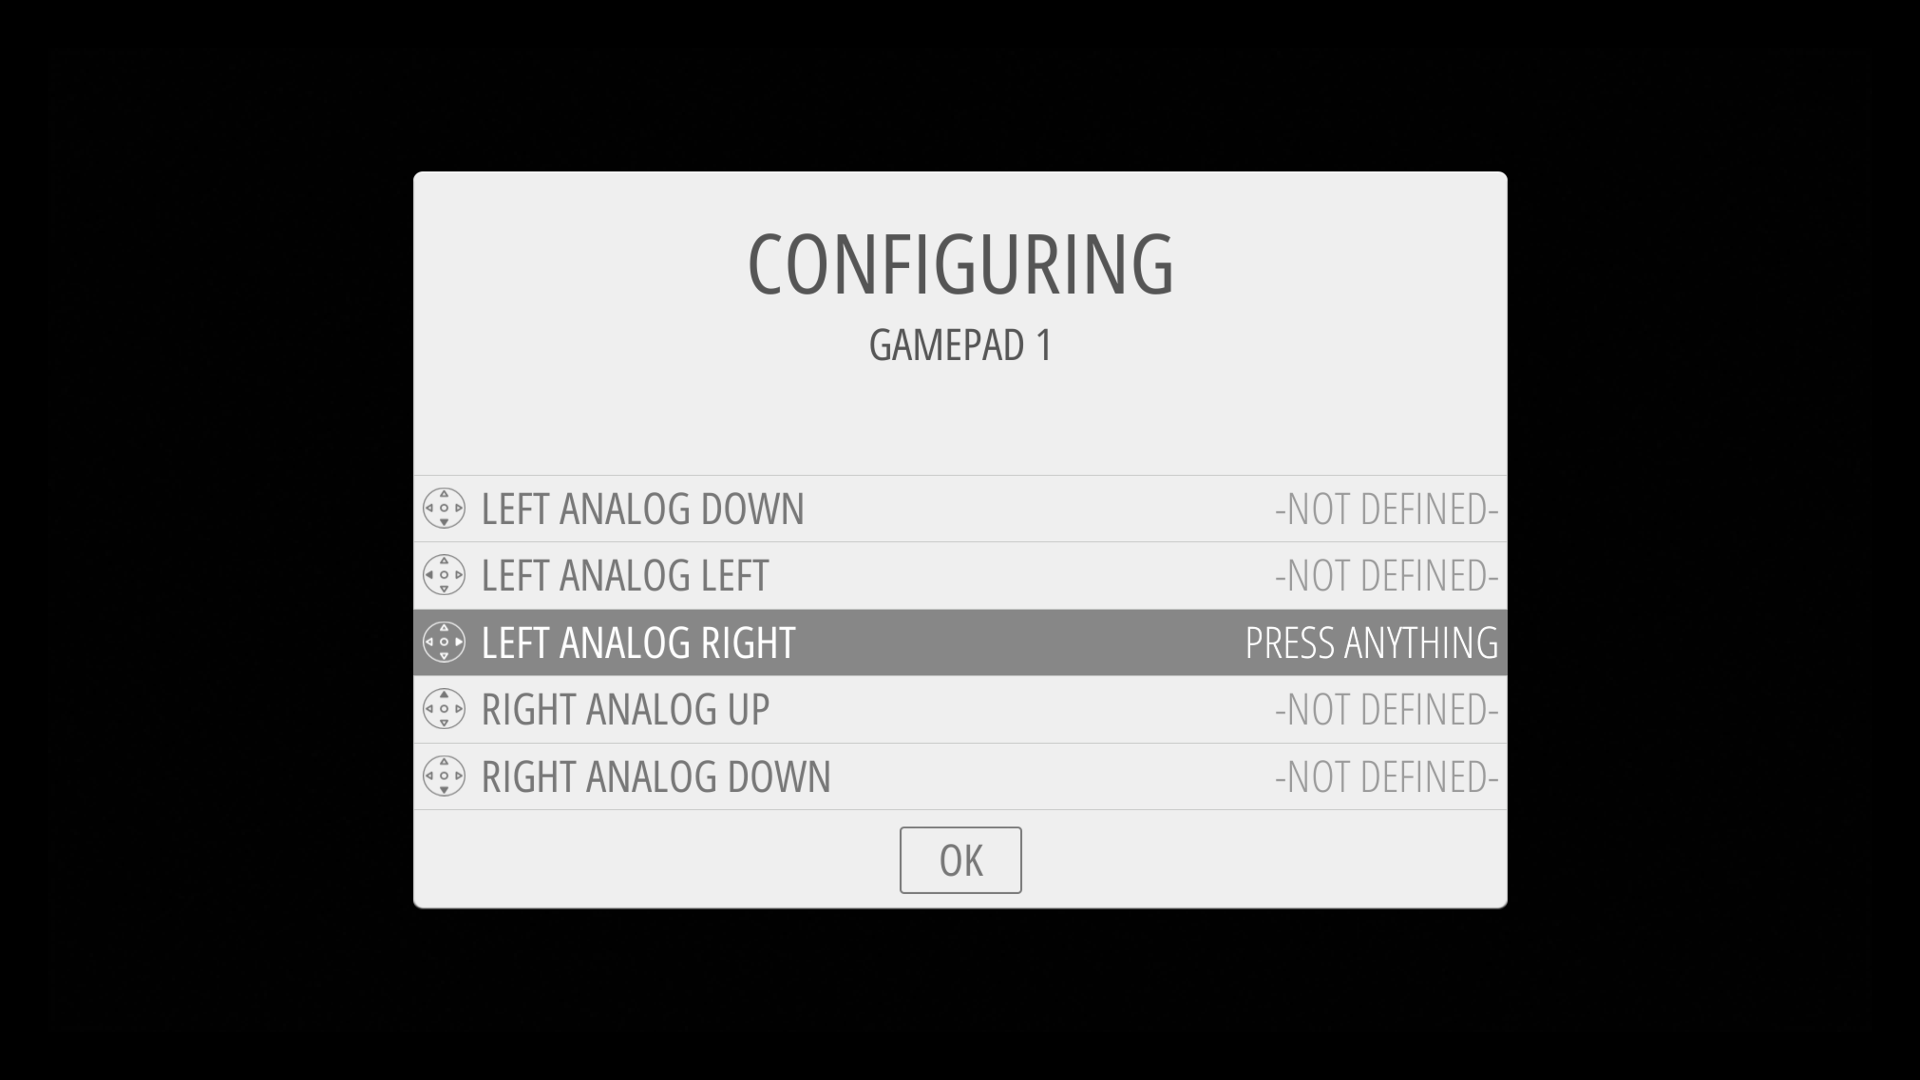 CONFIGURING
GAMEPAD 1
LEFT ANALOG DOWN -NOT DEFINED-
LEFT ANALOG LEFT -NOT DEFINED-
LEFT ANALOG RIGHT PRESS ANYTHING
RIGHT ANALOG UP -NOT DEFINED-
RIGHT ANALOG DOWN -NOT DEFINED-
OK